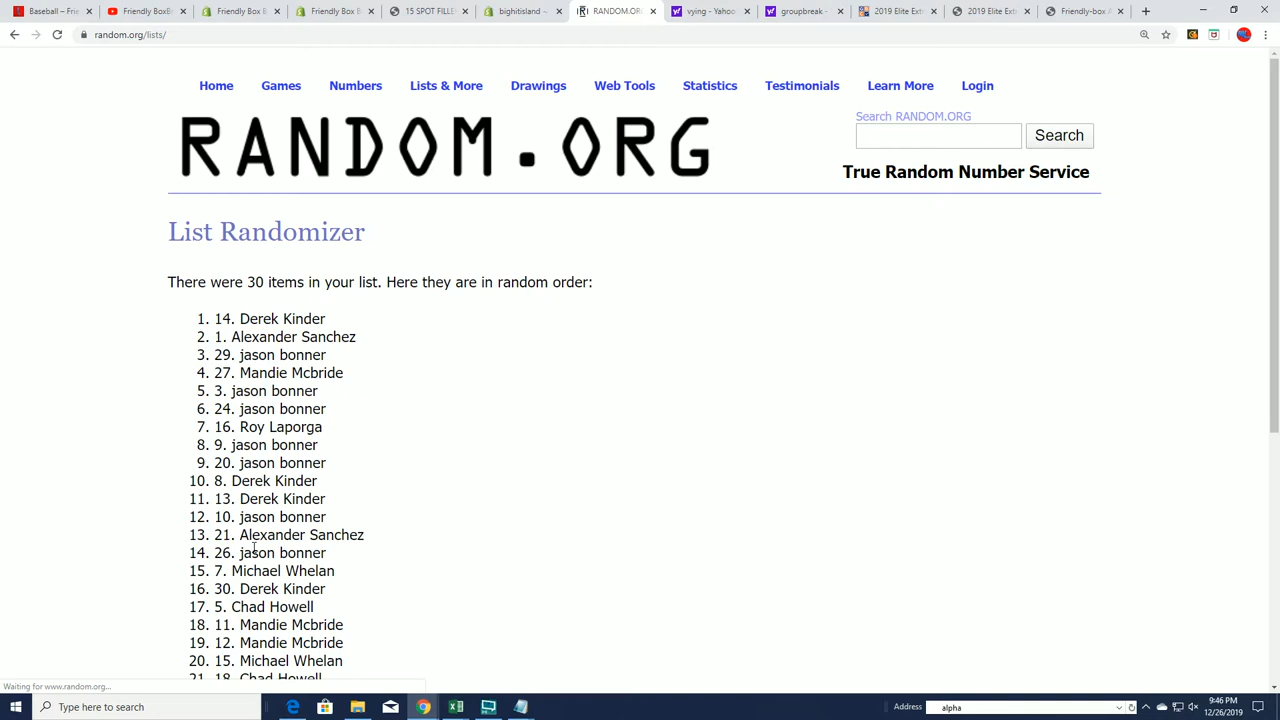 Baseball – Frie
Friendly BoxBr
Friendly Box B
Friendly Box B
15 SPOT FILLE
bighitisland –
RANDOM.OR
vying - Yahoo
groupbreak -
2019 Elite Ext
2019 Elite Ext
Friendly-box A
random.org/lists/
Home Games Numbers Lists & More Drawings Web Tools Statistics Testimonials Learn More Login
RANDOM.ORG
Search RANDOM.ORG
Search
True Random Number Service
List Randomizer
There were 30 items in your list. Here they are in random order:
1. 14. Derek Kinder
2. 1. Alexander Sanchez
3. 29. jason bonner
4. 27. Mandie Mcbride
5. 3. jason bonner
6. 24. jason bonner
7. 16. Roy Laporga
8. 9. jason bonner
9. 20. jason bonner
10. 8. Derek Kinder
11. 13. Derek Kinder
12. 10. jason bonner
13. 21. Alexander Sanchez
14. 26. jason bonner
15. 7. Michael Whelan
16. 30. Derek Kinder
17. 5. Chad Howell
18. 11. Mandie Mcbride
19. 12. Mandie Mcbride
20. 15. Michael Whelan
21. 18. Chad Howell
Waiting for www.random.org...
Type here to search
Address alpha
9:46 PM
12/26/2019